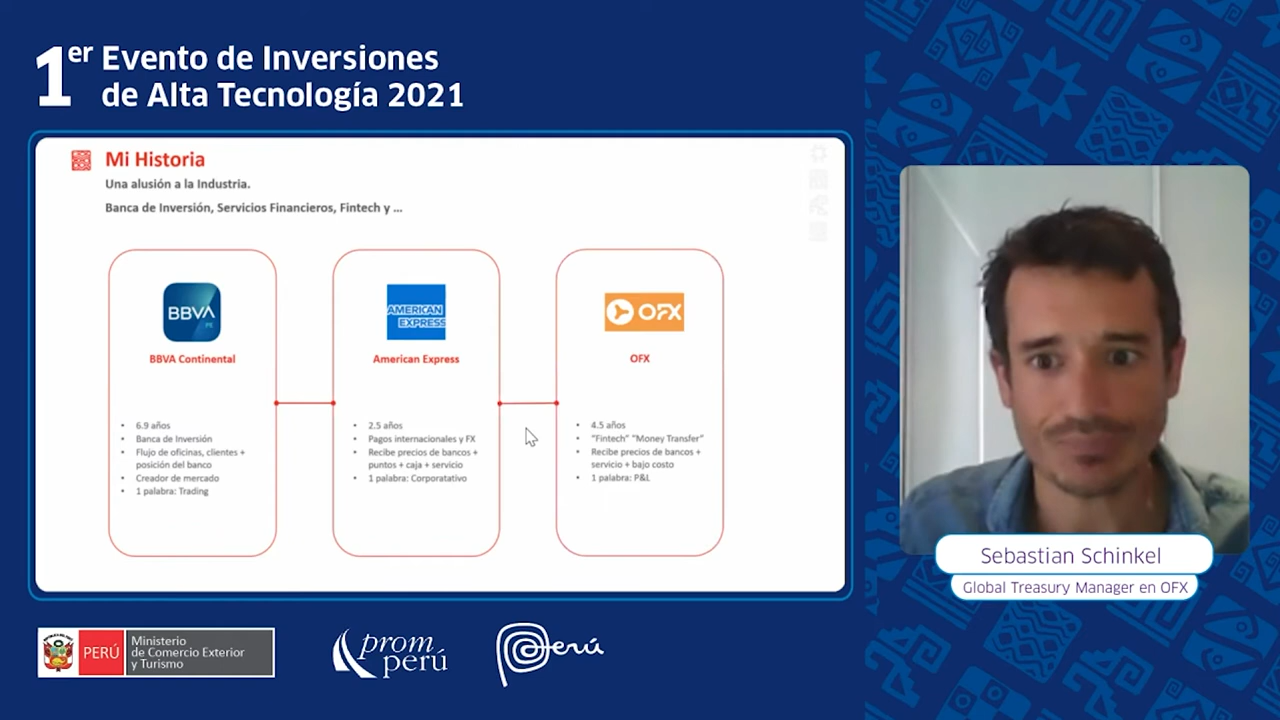 1er Evento de Inversiones
de Alta Tecnología 2021
Mi Historia
Una alusión a la Industria.
Banca de Inversión, Servicios Financieros, Fintech y ...
BBVA
PE
BBVA Continental
• 6.9 años
• Banca de Inversión
• Flujo de oficinas, clientes +
posición del banco
• Creador de mercado
• 1 palabra: Trading
AMERICAN
EXPRESS
American Express
• 2.5 años
• Pagos internacionales y FX
• Recibe precios de bancos +
puntos + caja + servicio
• 1 palabra: Corporatativo
OFX
OFX
• 4.5 años
• "Fintech" "Money Transfer"
• Recibe precios de bancos +
servicio + bajo costo
• 1 palabra: P&L
Sebastian Schinkel
Global Treasury Manager en OFX
PERÚ
Ministerio
de Comercio Exterior
y Turismo
prom
perú
Perú